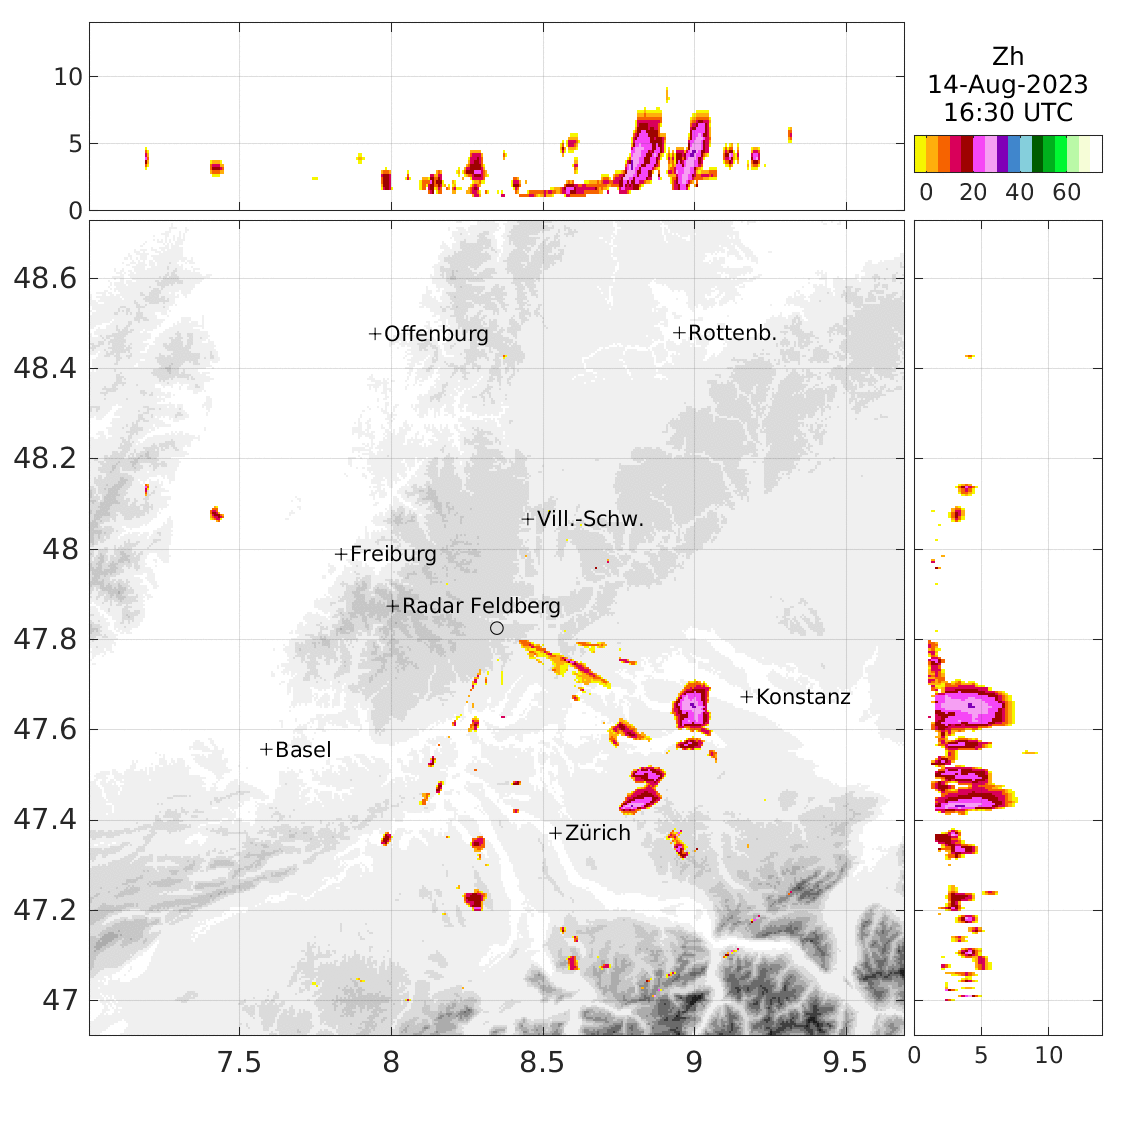 10
5
0
Zh
14-Aug-2023
16:30 UTC
0 20 40 60
48.6
48.4
48.2
48
47.8
47.6
47.4
47.2
47
+Offenburg
+Rottenb.
+Vill.-Schw.
+Freiburg
+Radar Feldberg
+Konstanz
+Basel
+Zürich
7.5 8 8.5 9 9.5
0 5 10